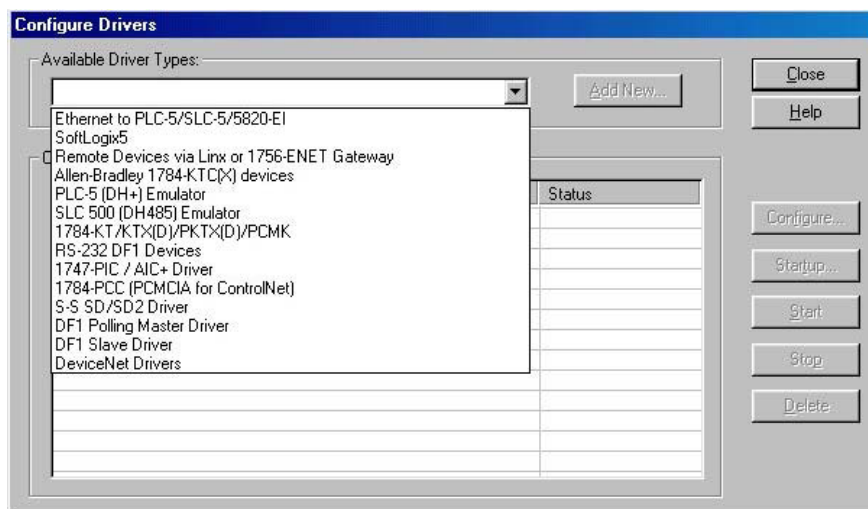 Configure Drivers
Available Driver Types:
Add New...
Close
Help
Ethernet to PLC-5/SLC-5/5820-EI
SoftLogix5
Remote Devices via Linx or 1756-ENET Gateway
Allen-Bradley 1784-KTC(X) devices
PLC-5 (DH+) Emulator
SLC 500 (DH485) Emulator
1784-KT/KTX(D)/PKTX(D)/PCMK
RS-232 DF1 Devices
1747-PIC / AIC+ Driver
1784-PCC (PCMCIA for ControlNet)
S-S SD/SD2 Driver
DF1 Polling Master Driver
DF1 Slave Driver
DeviceNet Drivers
Status
Configure...
Startup...
Start
Stop
Delete